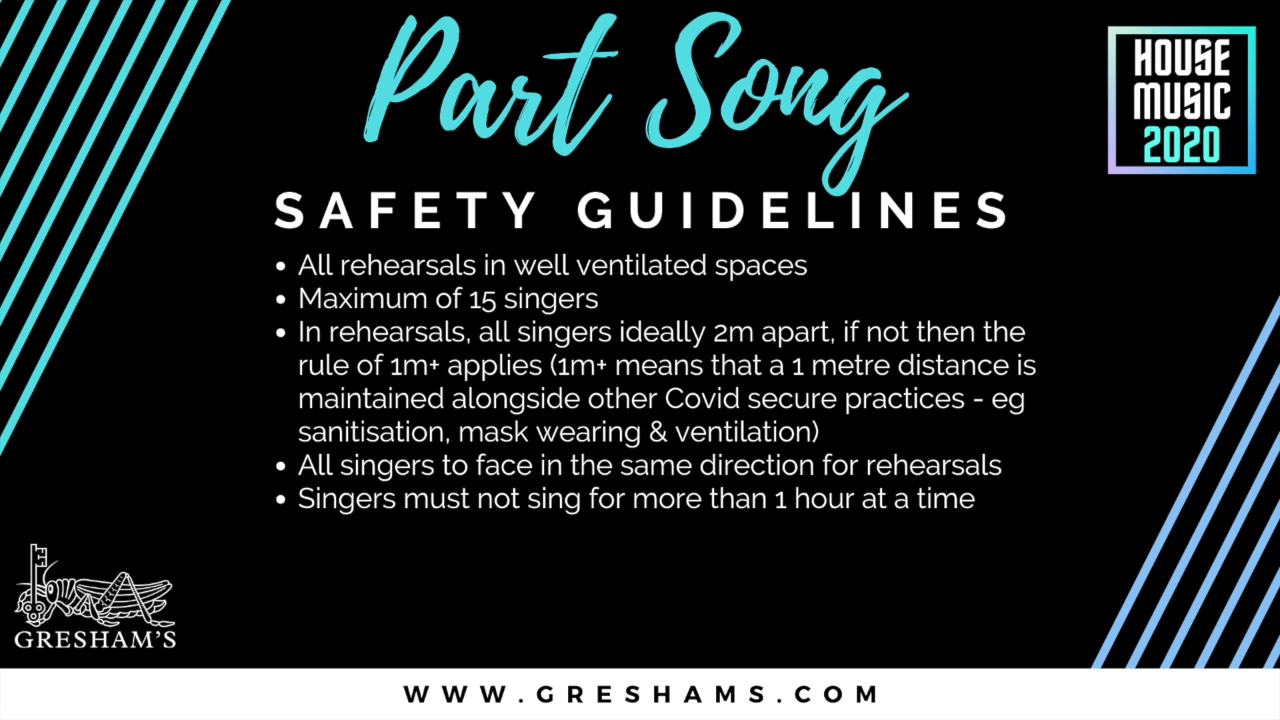 Part Song
HOUSE
MUSIC
2020
SAFETY GUIDELINES
• All rehearsals in well ventilated spaces
• Maximum of 15 singers
• In rehearsals, all singers ideally 2m apart, if not then the
rule of 1m+ applies (1m+ means that a 1 metre distance is
maintained alongside other Covid secure practices - eg
sanitisation, mask wearing & ventilation)
• All singers to face in the same direction for rehearsals
• Singers must not sing for more than 1 hour at a time
GRESHAM'S
WWW.GRESHAMS.COM